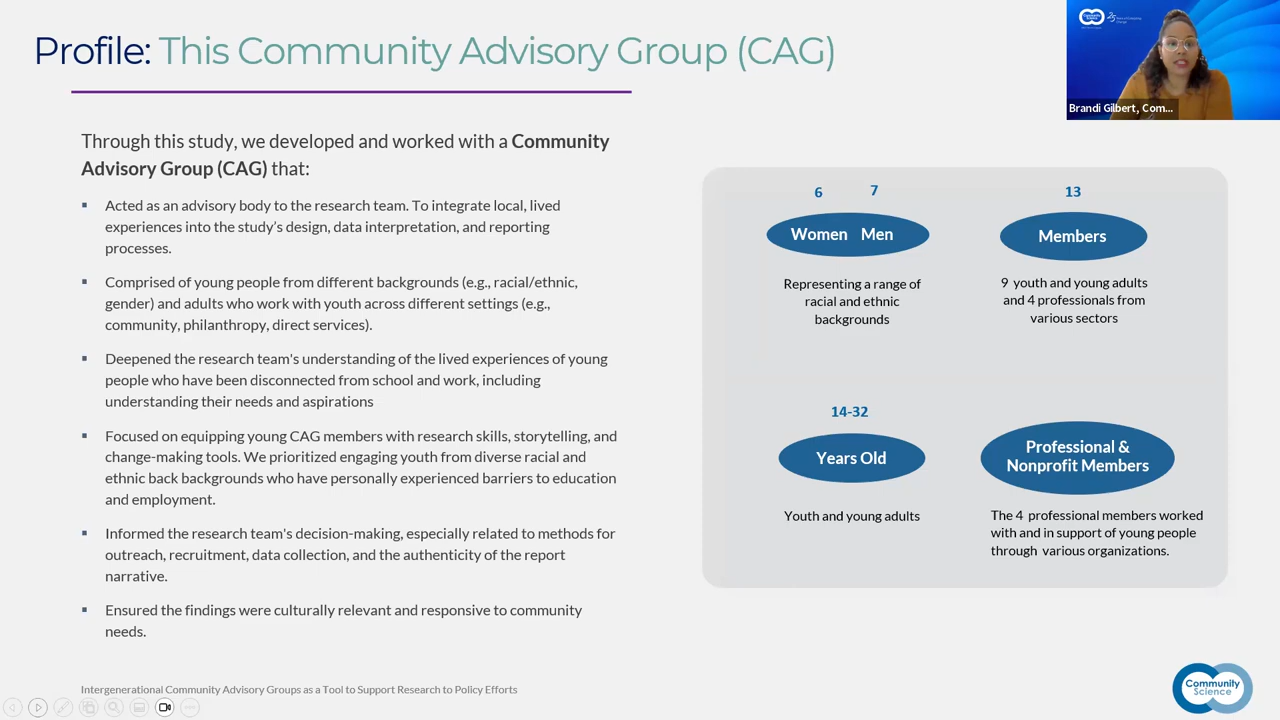 Profile: This Community Advisory Group (CAG)
Community
Science
25
Brandi Gilbert, Com...
Through this study, we developed and worked with a Community
Advisory Group (CAG) that:
▪ Acted as an advisory body to the research team. To integrate local, lived
experiences into the study's design, data interpretation, and reporting
processes.
▪ Comprised of young people from different backgrounds (e.g., racial/ethnic,
gender) and adults who work with youth across different settings (e.g.,
community, philanthropy, direct services).
▪ Deepened the research team's understanding of the lived experiences of young
people who have been disconnected from school and work, including
understanding their needs and aspirations
▪ Focused on equipping young CAG members with research skills, storytelling, and
change-making tools. We prioritized engaging youth from diverse racial and
ethnic back backgrounds who have personally experienced barriers to education
and employment.
▪ Informed the research team's decision-making, especially related to methods for
outreach, recruitment, data collection, and the authenticity of the report
narrative.
▪ Ensured the findings were culturally relevant and responsive to community
needs.
6 7
Women Men
Representing a range of
racial and ethnic
backgrounds
13
Members
9 youth and young adults
and 4 professionals from
various sectors
14-32
Years Old
Youth and young adults
Professional &
Nonprofit Members
The 4 professional members worked
with and in support of young people
through various organizations.
Intergenerational Community Advisory Groups as a Tool to Support Research to Policy Efforts
Community
Science